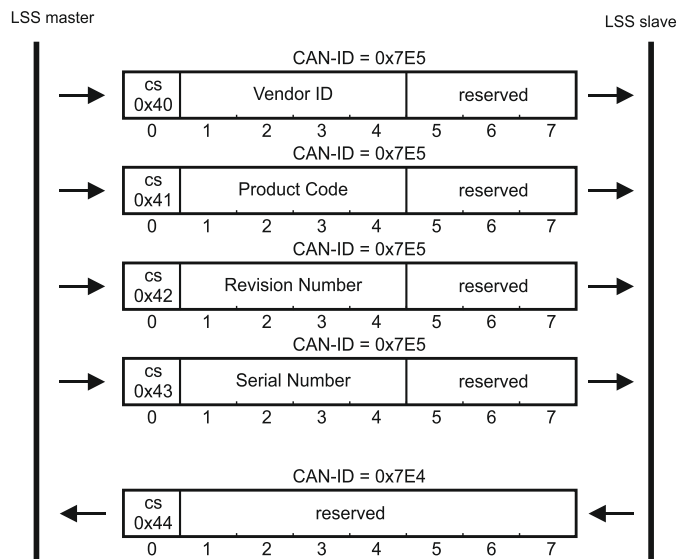 LSS master
LSS slave
CAN-ID = 0x7E5
cs
0x40
Vendor ID
reserved
0 1 2 3 4 5 6 7
CAN-ID = 0x7E5
cs
0x41
Product Code
reserved
0 1 2 3 4 5 6 7
CAN-ID = 0x7E5
cs
0x42
Revision Number
reserved
0 1 2 3 4 5 6 7
CAN-ID = 0x7E5
cs
0x43
Serial Number
reserved
0 1 2 3 4 5 6 7
CAN-ID = 0x7E4
cs
0x44
reserved
0 1 2 3 4 5 6 7